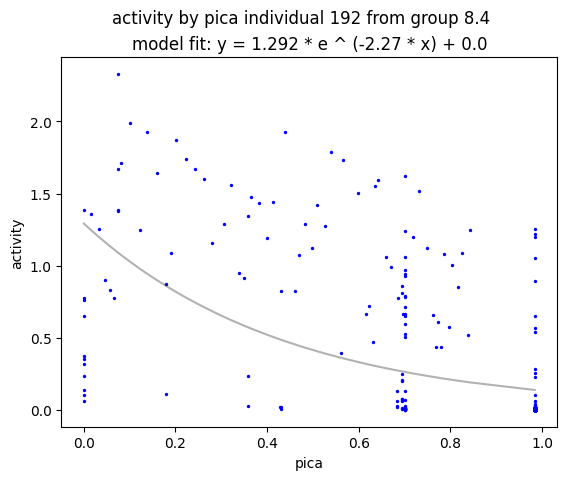 activity by pica individual 192 from group 8.4
model fit: y = 1.292 * e ^ (-2.27 * x) + 0.0
activity
2.0
1.5
1.0
0.5
0.0
0.0 0.2 0.4 0.6 0.8 1.0
pica